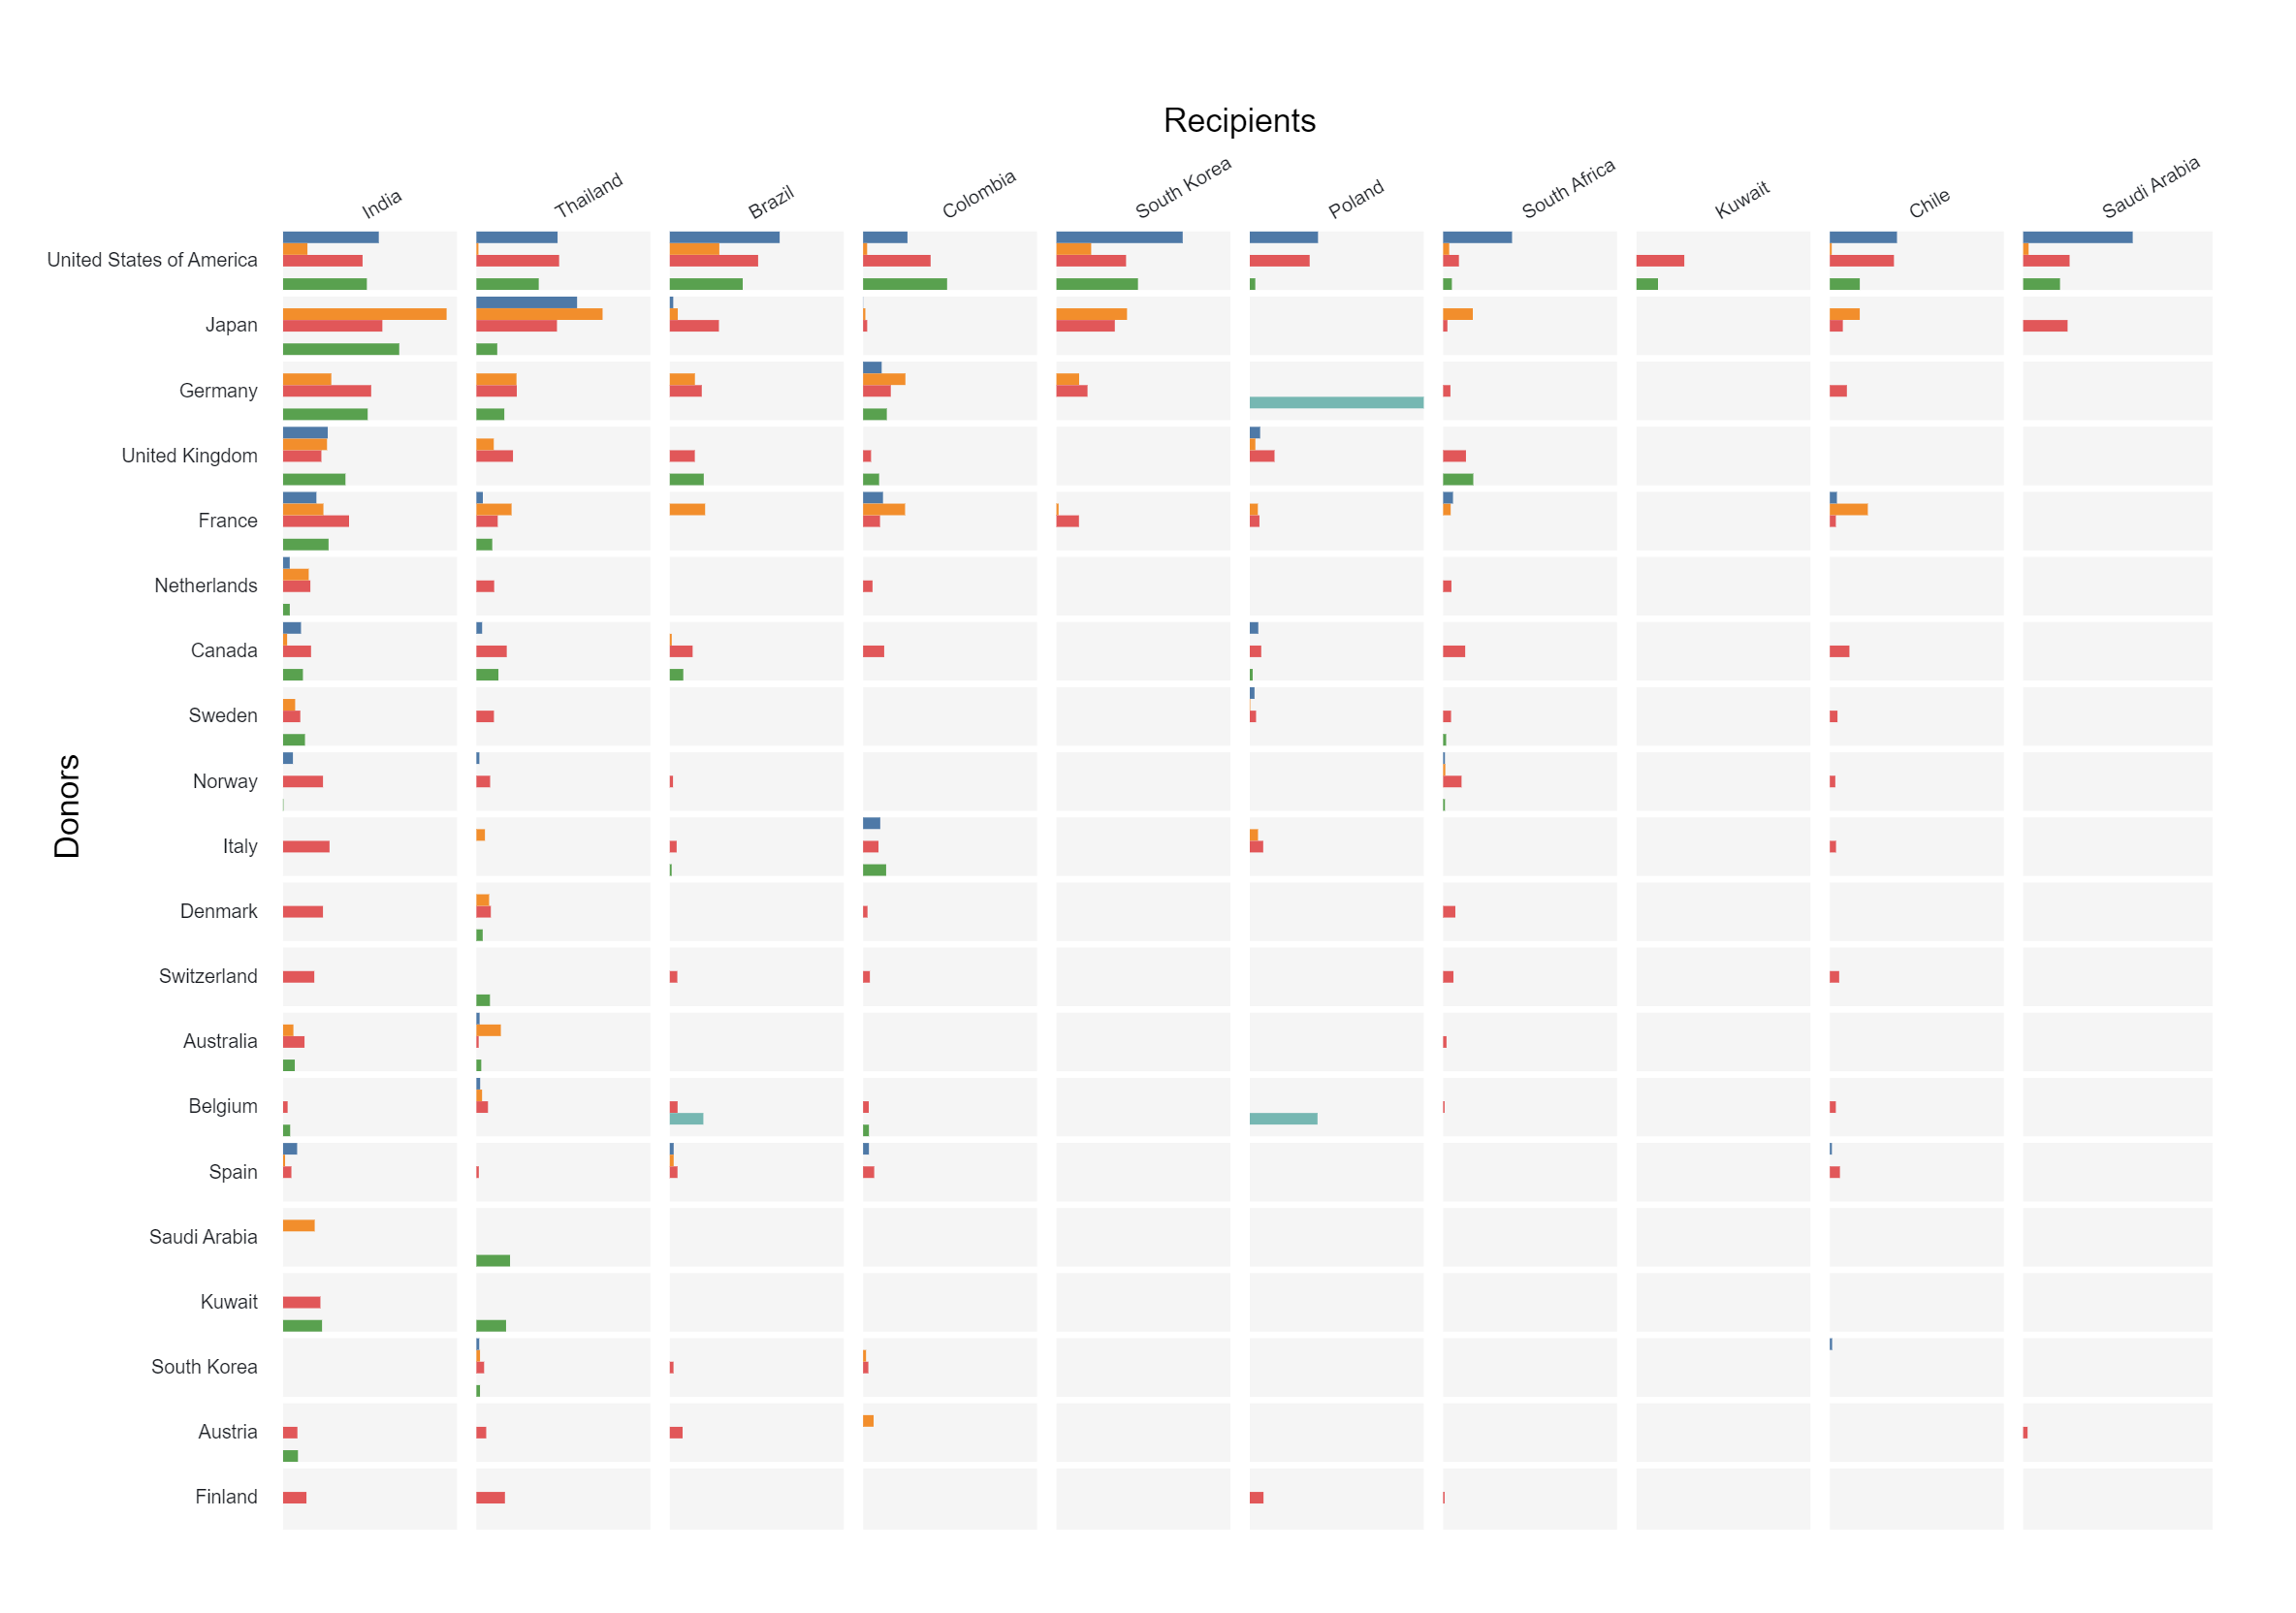 Recipients
India
Thailand
Brazil
Colombia
South Korea
Poland
South Africa
Kuwait
Chile
Saudi Arabia
Donors
United States of America
Japan
Germany
United Kingdom
France
Netherlands
Canada
Sweden
Norway
Italy
Denmark
Switzerland
Australia
Belgium
Spain
Saudi Arabia
Kuwait
South Korea
Austria
Finland